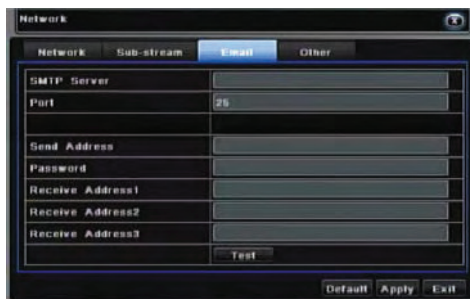 Network
Network Sub-stream Email Other
SMTP Server
Port 25
Send Address
Password
Receive Address1
Receive Address2
Receive Address3
Test
Default Apply Exit